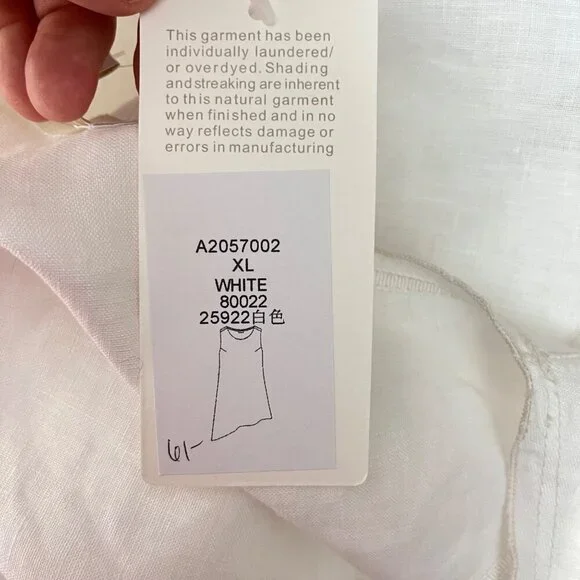 This garment has been
individually laundered/
or overdyed. Shading
and streaking are inherent
to this natural garment
when finished and in no
way reflects damage or
errors in manufacturing
A2057002
XL
WHITE
80022
25922白色
61-